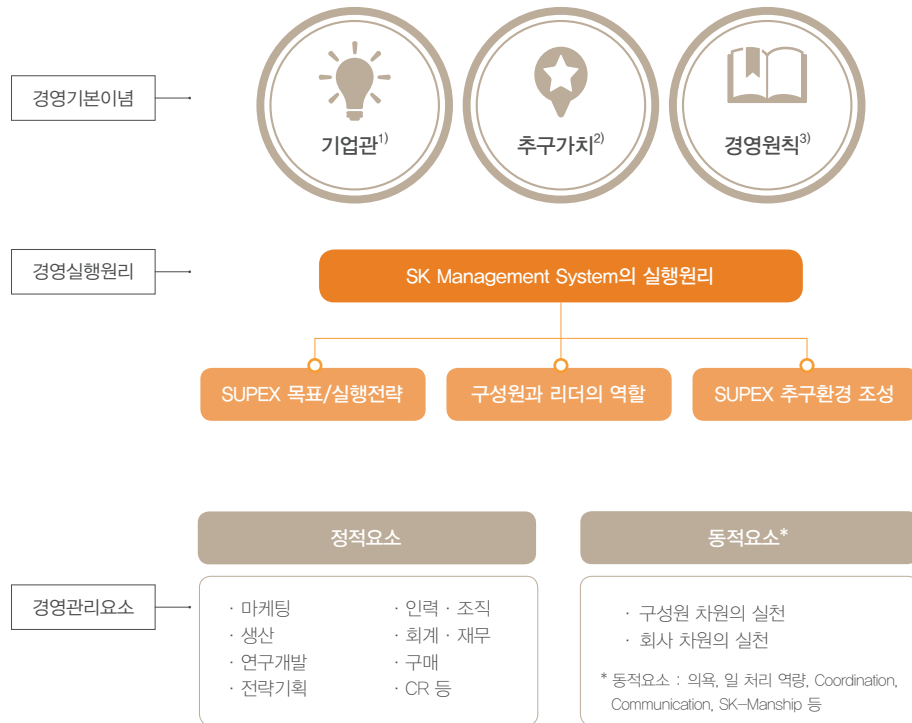 경영기본이념
기업관1)
추구가치2)
경영원칙3)
경영실행원리
SK Management System의 실행원리
SUPEX 목표/실행전략
구성원과 리더의 역할
SUPEX 추구환경 조성
경영관리요소
정적요소
· 마케팅
· 생산
· 연구개발
· 전략기획
· 인력 · 조직
· 회계 · 재무
· 구매
· CR 등
동적요소*
· 구성원 차원의 실천
· 회사 차원의 실천
* 동적요소 : 의욕, 일 처리 역량, Coordination,
Communication, SK-Manship 등